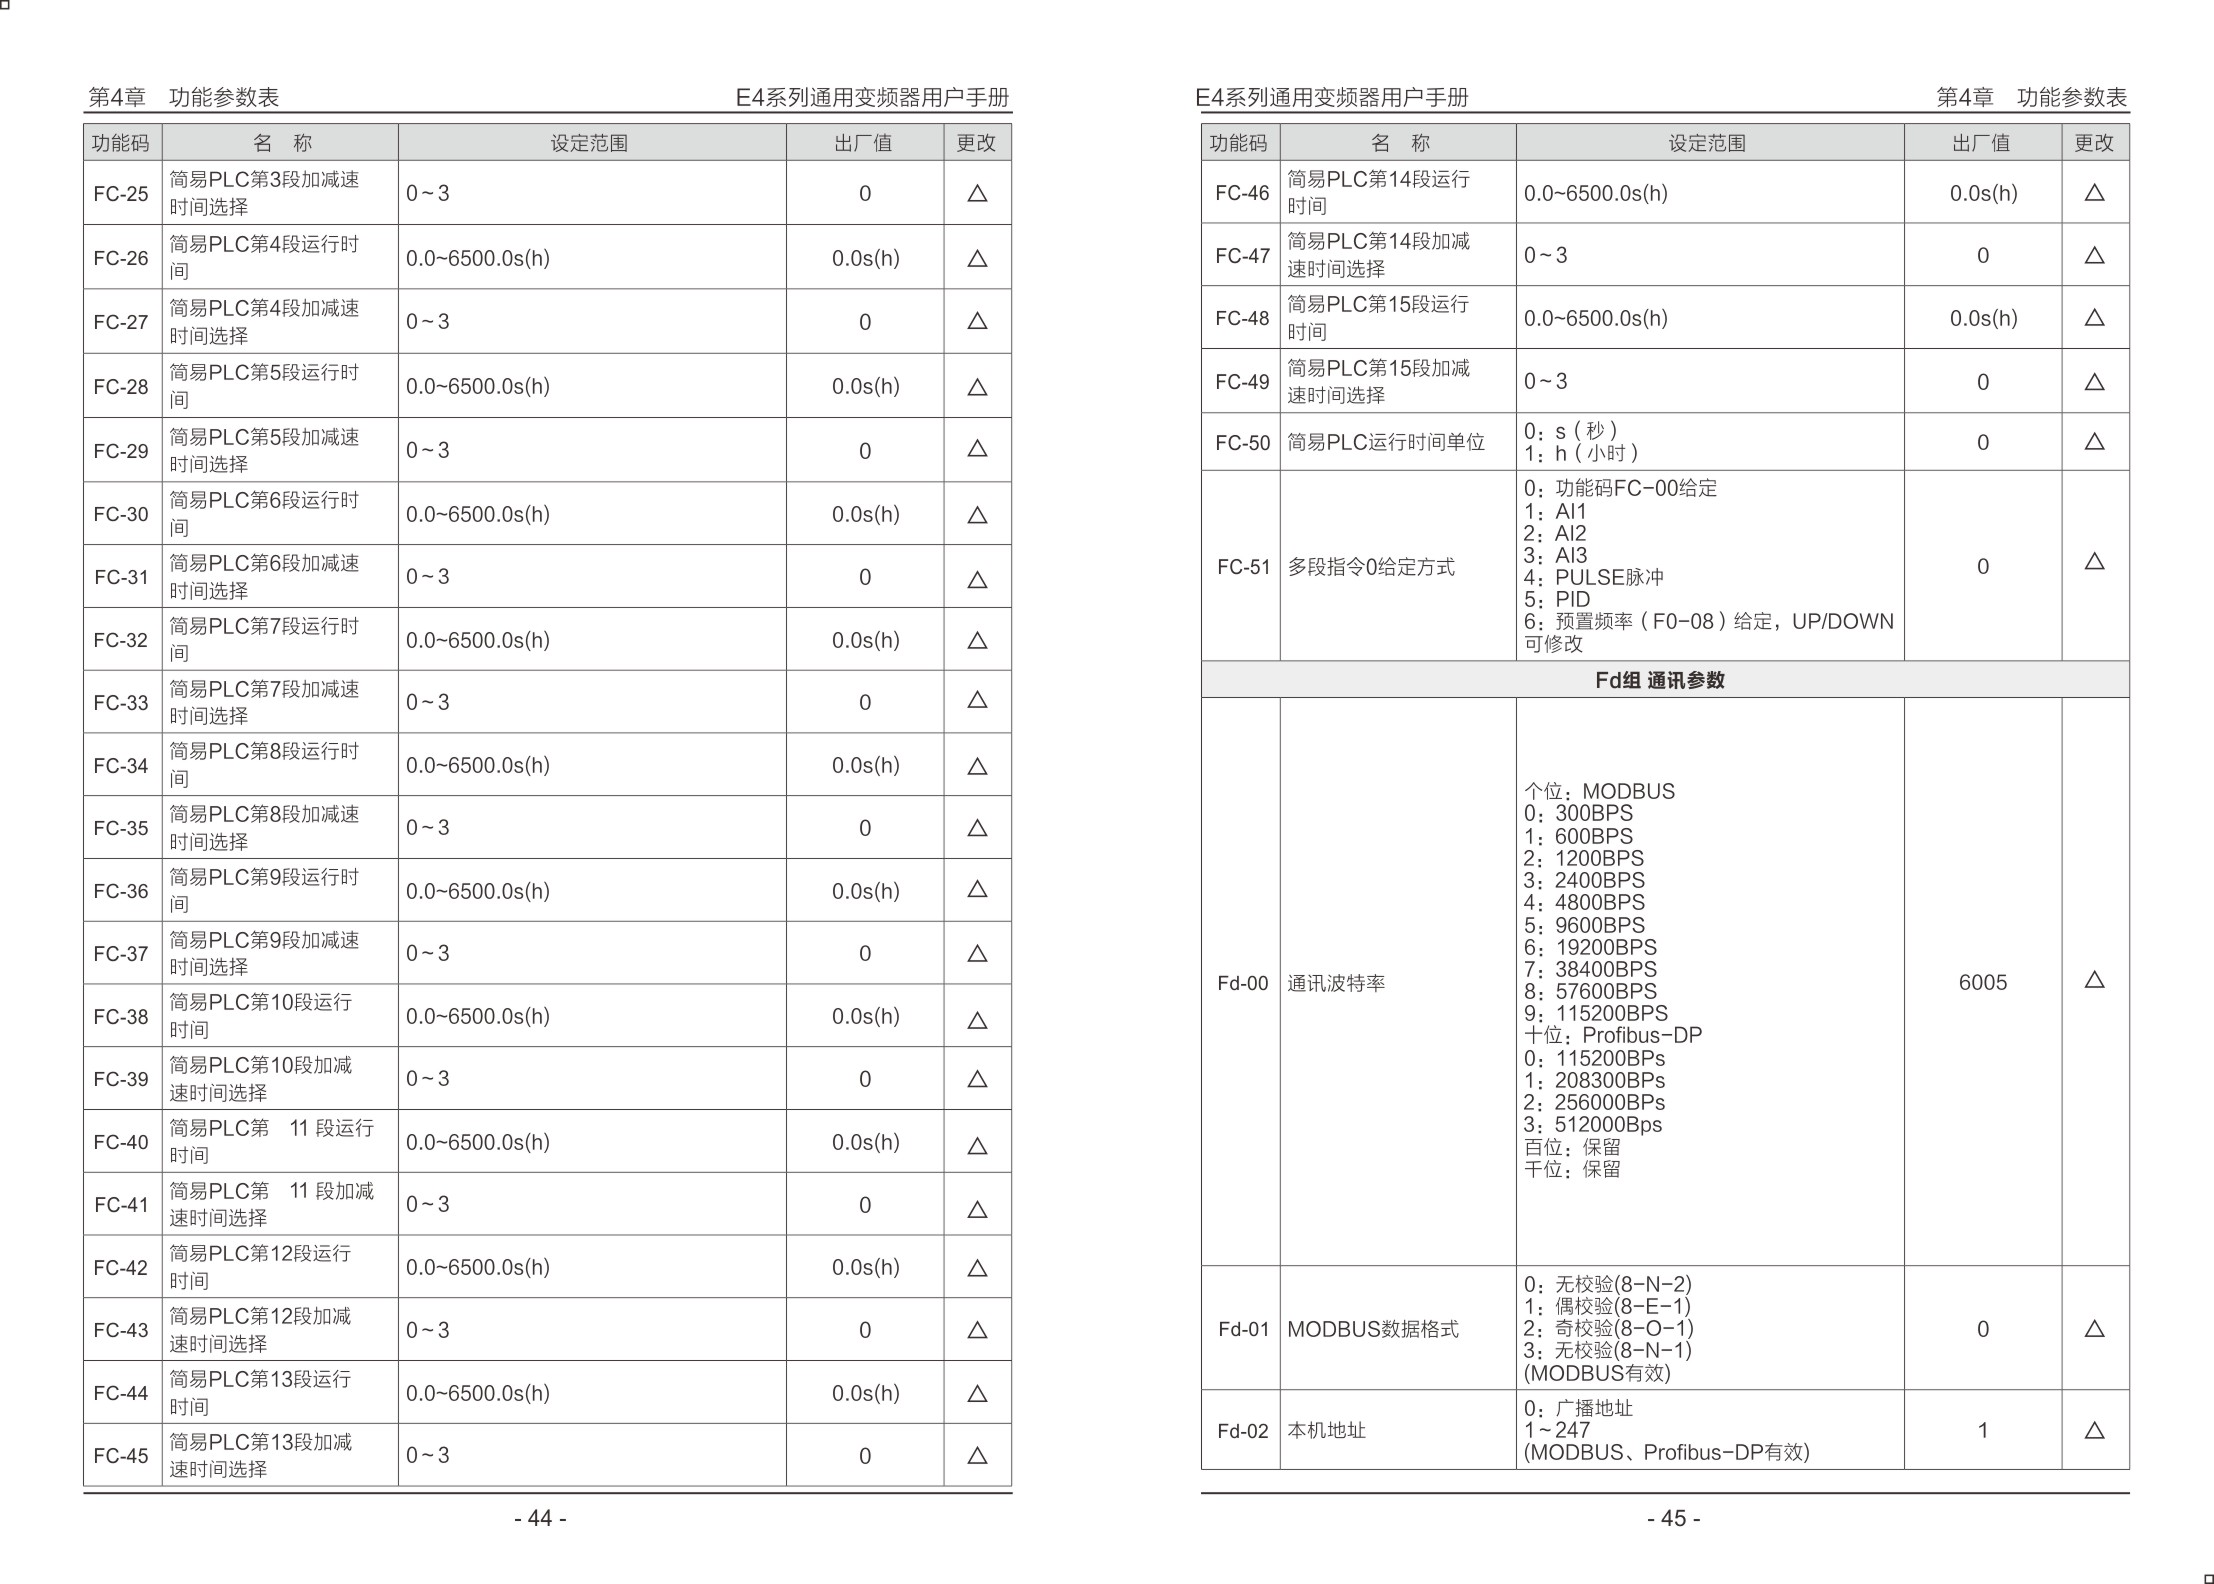 第4章　功能参数表
E4系列通用变频器用户手册
功能码 名　称 设定范围 出厂值 更改
FC-25 简易PLC第3段加减速 0～3 0 △
时间选择
FC-26 简易PLC第4段运行时 0.0~6500.0s(h) 0.0s(h) △
间
FC-27 简易PLC第4段加减速 0～3 0 △
时间选择
FC-28 简易PLC第5段运行时 0.0~6500.0s(h) 0.0s(h) △
间
FC-29 简易PLC第5段加减速 0～3 0 △
时间选择
FC-30 简易PLC第6段运行时 0.0~6500.0s(h) 0.0s(h) △
间
FC-31 简易PLC第6段加减速 0～3 0 △
时间选择
FC-32 简易PLC第7段运行时 0.0~6500.0s(h) 0.0s(h) △
间
FC-33 简易PLC第7段加减速 0～3 0 △
时间选择
FC-34 简易PLC第8段运行时 0.0~6500.0s(h) 0.0s(h) △
间
FC-35 简易PLC第8段加减速 0～3 0 △
时间选择
FC-36 简易PLC第9段运行时 0.0~6500.0s(h) 0.0s(h) △
间
FC-37 简易PLC第9段加减速 0～3 0 △
时间选择
FC-38 简易PLC第10段运行 0.0~6500.0s(h) 0.0s(h) △
时间
FC-39 简易PLC第10段加减 0～3 0 △
速时间选择
FC-40 简易PLC第　11 段运行 0.0~6500.0s(h) 0.0s(h) △
时间
FC-41 简易PLC第　11 段加减 0～3 0 △
速时间选择
FC-42 简易PLC第12段运行 0.0~6500.0s(h) 0.0s(h) △
时间
FC-43 简易PLC第12段加减 0～3 0 △
速时间选择
FC-44 简易PLC第13段运行 0.0~6500.0s(h) 0.0s(h) △
时间
FC-45 简易PLC第13段加减 0～3 0 △
速时间选择
- 44 -
E4系列通用变频器用户手册
第4章　功能参数表
功能码 名　称 设定范围 出厂值 更改
FC-46 简易PLC第14段运行 0.0~6500.0s(h) 0.0s(h) △
时间
FC-47 简易PLC第14段加减 0～3 0 △
速时间选择
FC-48 简易PLC第15段运行 0.0~6500.0s(h) 0.0s(h) △
时间
FC-49 简易PLC第15段加减 0～3 0 △
速时间选择
FC-50 简易PLC运行时间单位 0：s（秒） 0 △
1：h（小时）
FC-51 多段指令0给定方式 0：功能码FC-00给定 0 △
1：AI1
2：AI2
3：AI3
4：PULSE脉冲
5：PID
6：预置频率（F0-08）给定，UP/DOWN
可修改
Fd组 通讯参数
Fd-00 通讯波特率 个位：MODBUS 6005 △
0：300BPS
1：600BPS
2：1200BPS
3：2400BPS
4：4800BPS
5：9600BPS
6：19200BPS
7：38400BPS
8：57600BPS
9：115200BPS
十位：Profibus-DP
0：115200BPs
1：208300BPs
2：256000BPs
3：512000Bps
百位：保留
千位：保留
Fd-01 MODBUS数据格式 0：无校验(8-N-2) 0 △
1：偶校验(8-E-1)
2：奇校验(8-O-1)
3：无校验(8-N-1)
(MODBUS有效)
Fd-02 本机地址 0：广播地址 1 △
1～247
(MODBUS、Profibus-DP有效)
- 45 -